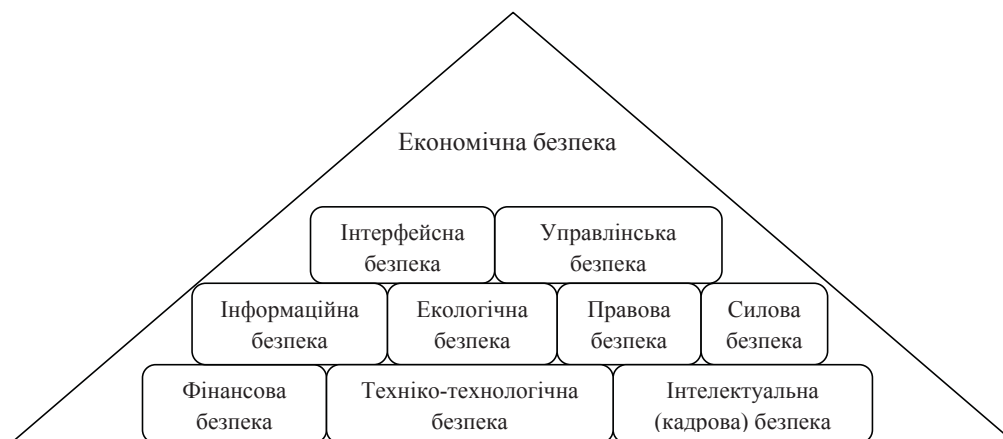 Економічна безпека
Інтерфейсна
безпека
Управлінська
безпека
Інформаційна
безпека
Екологічна
безпека
Правова
безпека
Силова
безпека
Фінансова
безпека
Техніко-технологічна
безпека
Інтелектуальна
(кадрова) безпека